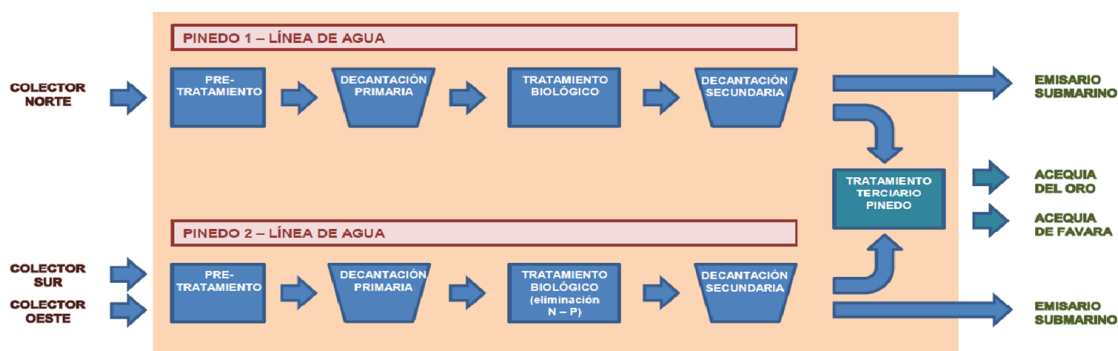 PINEDO 1 – LÍNEA DE AGUA
COLECTOR
NORTE
PRE-
TRATAMIENTO
DECANTACIÓN
PRIMARIA
TRATAMIENTO
BIOLÓGICO
DECANTACIÓN
SECUNDARIA
EMISARIO
SUBMARINO
TRATAMIENTO
TERCIARIO
PINEDO
ACEQUIA
DEL ORO
ACEQUIA
DE FAVARA
PINEDO 2 – LÍNEA DE AGUA
COLECTOR
SUR
COLECTOR
OESTE
PRE-
TRATAMIENTO
DECANTACIÓN
PRIMARIA
TRATAMIENTO
BIOLÓGICO
(eliminación
N – P)
DECANTACIÓN
SECUNDARIA
EMISARIO
SUBMARINO